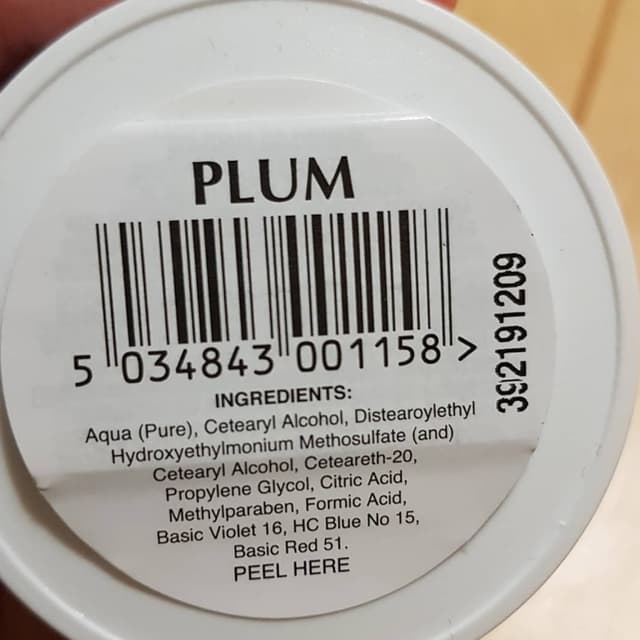 PLUM
5 034843 001158 >
392191209
INGREDIENTS:
Aqua (Pure), Cetearyl Alcohol, Distearoylethyl
Hydroxyethylmonium Methosulfate (and)
Cetearyl Alcohol, Ceteareth-20,
Propylene Glycol, Citric Acid,
Methylparaben, Formic Acid,
Basic Violet 16, HC Blue No 15,
Basic Red 51.
PEEL HERE